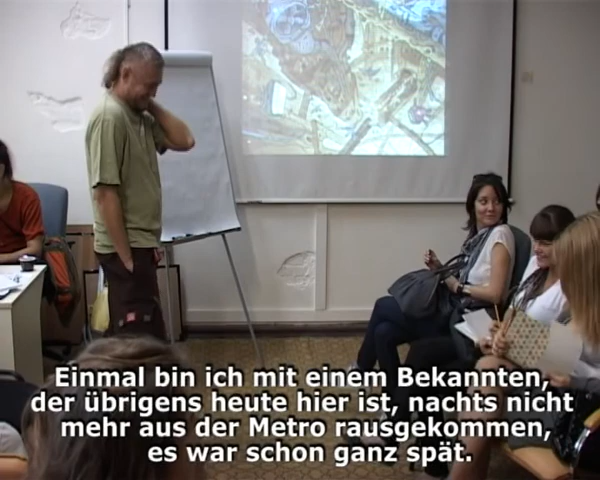 Einmal bin ich mit einem Bekannten,
der übrigens heute hier ist, nachts nicht
mehr aus der Metro rausgekommen,
es war schon ganz spät.